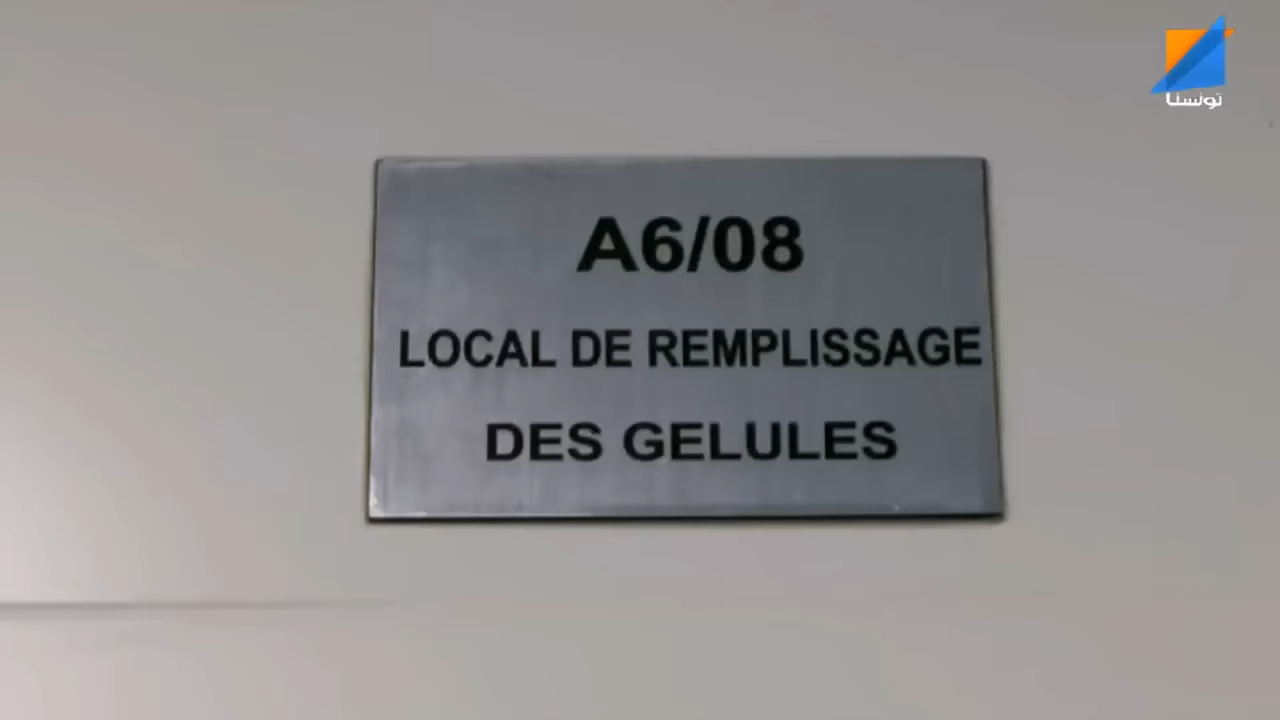 تونسنا
A6/08
LOCAL DE REMPLISSAGE
DES GELULES